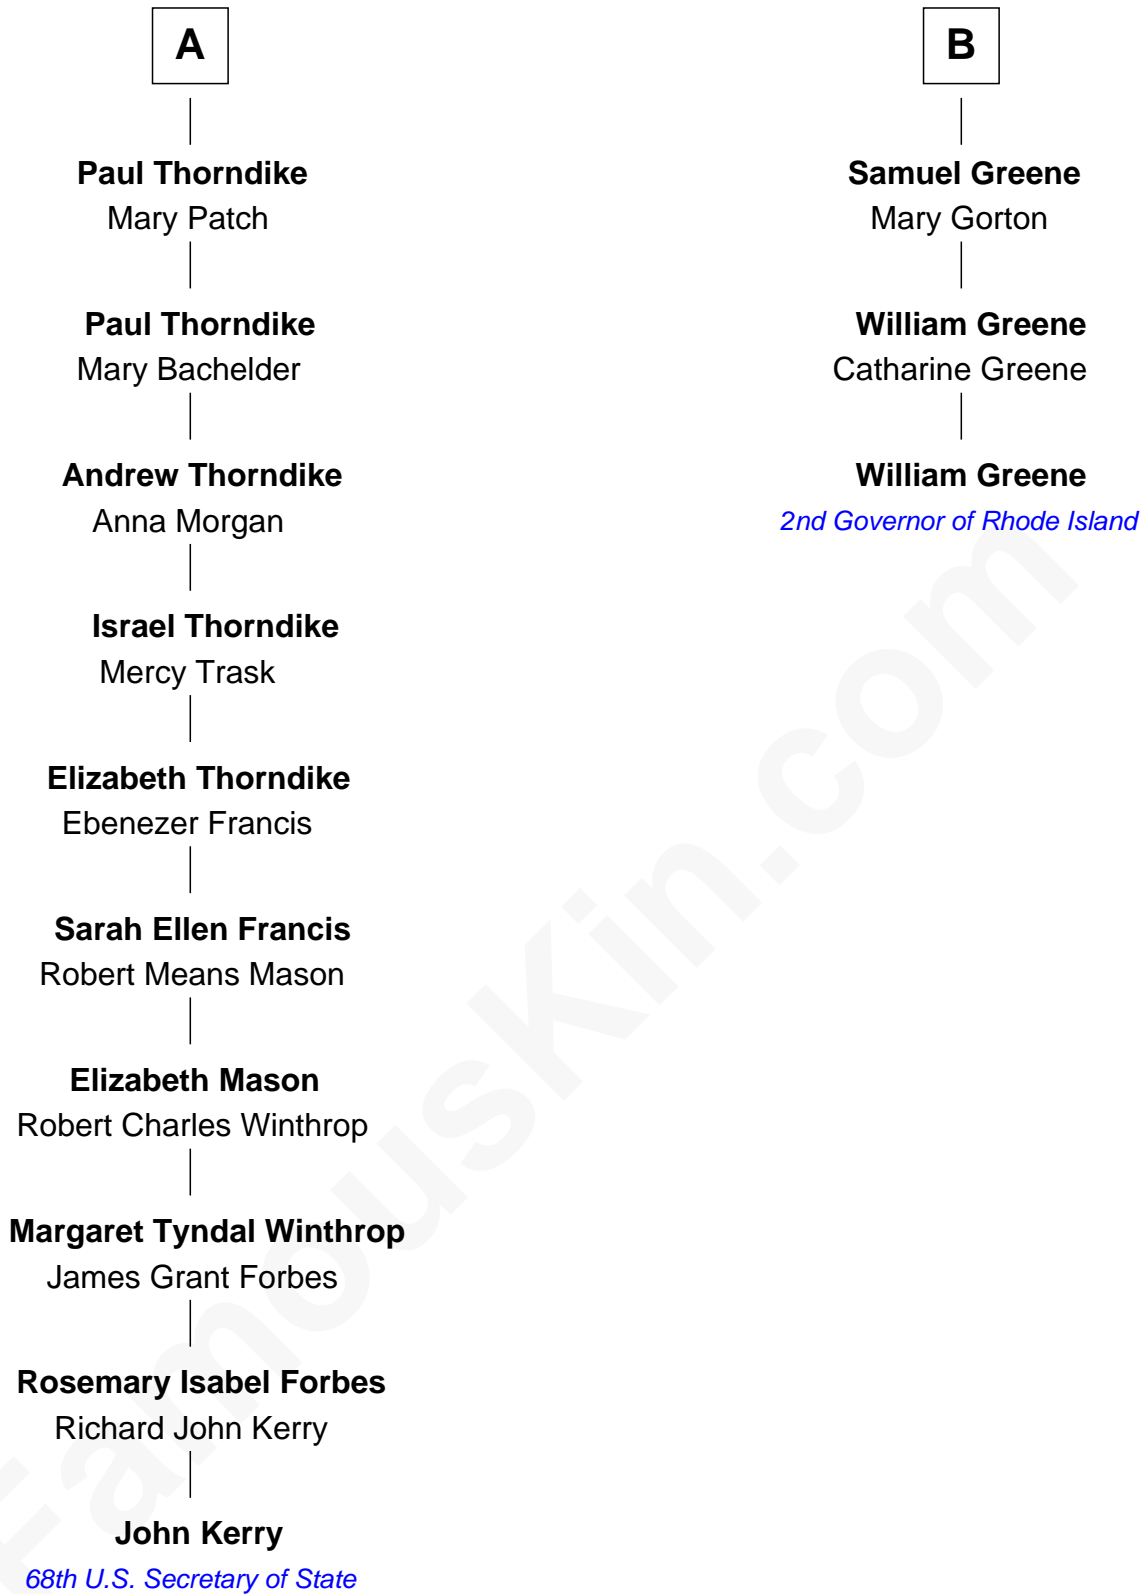 A
Paul Thorndike
Mary Patch
Paul Thorndike
Mary Bachelder
Andrew Thorndike
Anna Morgan
Israel Thorndike
Mercy Trask
Elizabeth Thorndike
Ebenezer Francis
Sarah Ellen Francis
Robert Means Mason
Elizabeth Mason
Robert Charles Winthrop
Margaret Tyndal Winthrop
James Grant Forbes
Rosemary Isabel Forbes
Richard John Kerry
John Kerry
68th U.S. Secretary of State
B
Samuel Greene
Mary Gorton
William Greene
Catharine Greene
William Greene
2nd Governor of Rhode Island
FamousKin.com